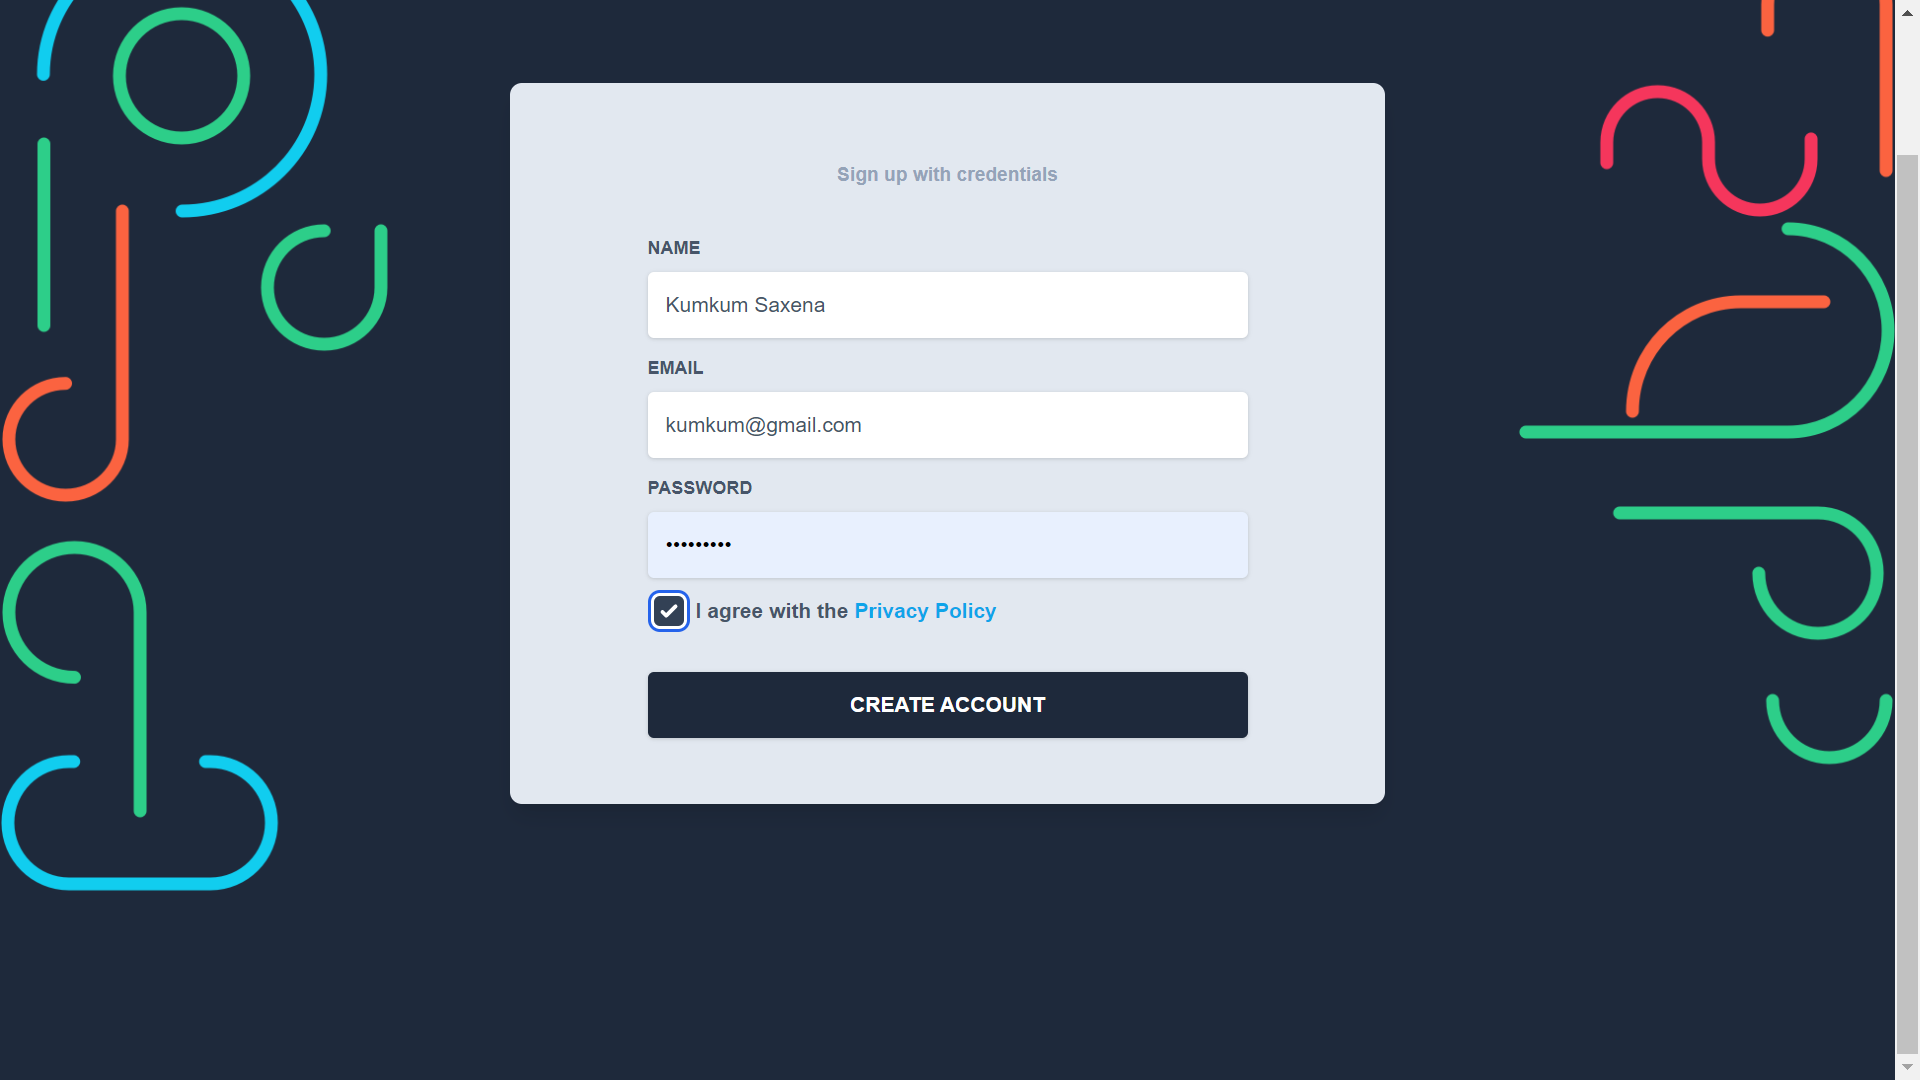 Sign up with credentials
NAME
Kumkum Saxena
EMAIL
kumkum@gmail.com
PASSWORD
•••••••••
I agree with the Privacy Policy
CREATE ACCOUNT